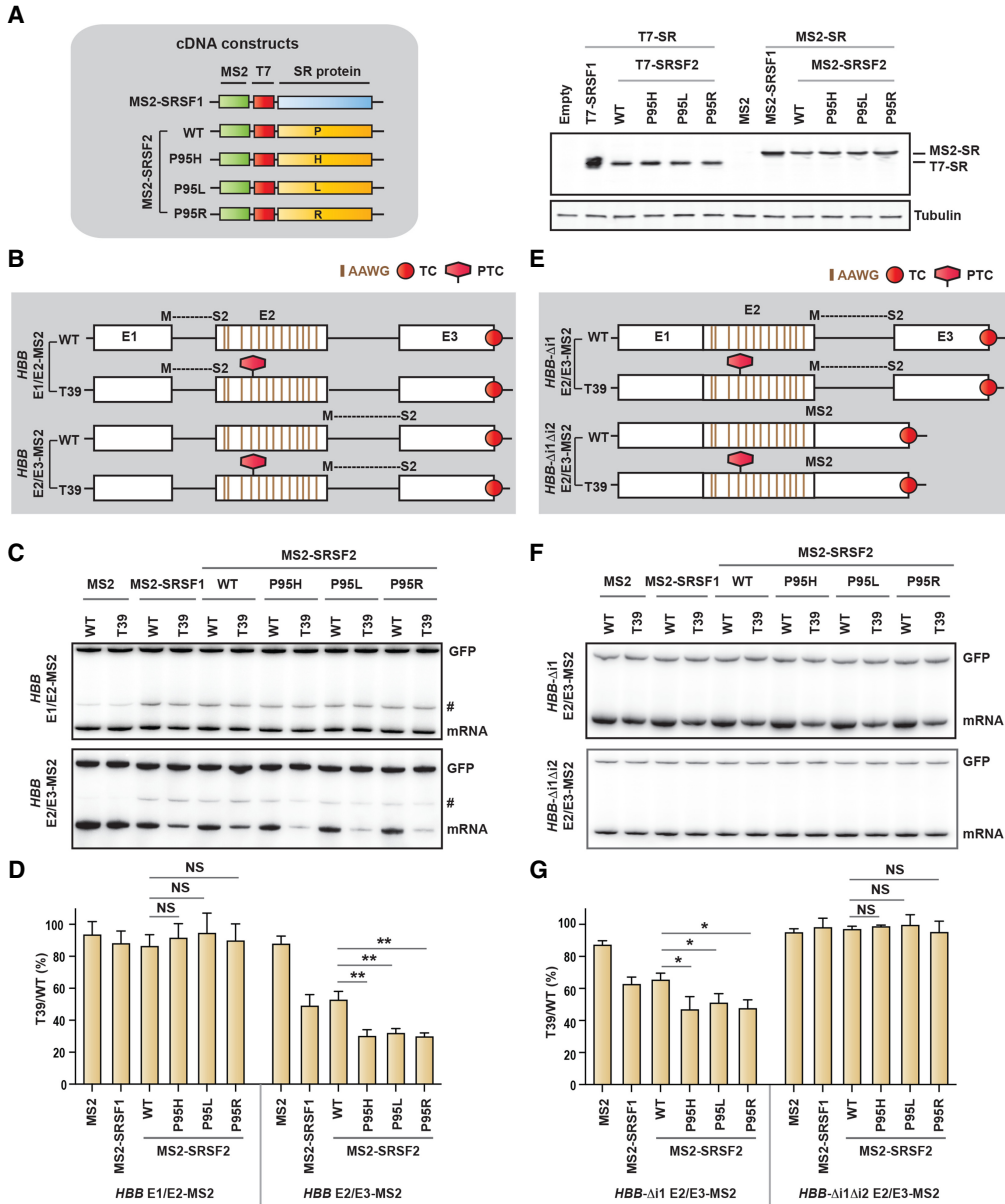 A
cDNA constructs
MS2 T7 SR protein
MS2-SRSF1
MS2-SRSF2
WT P
P95H H
P95L L
P95R R
T7-SR MS2-SR
T7-SRSF2 MS2-SRSF2
Empty T7-SRSF1 WT P95H P95L P95R MS2 MS2-SRSF1 WT P95H P95L P95R
MS2-SR
T7-SR
Tubulin
B
AAWG TC PTC
HBB E1/E2-MS2
M----------S2 E2
WT E1 E3
M----------S2
T39
HBB E2/E3-MS2
M----------------S2
WT
M----------------S2
T39
E
AAWG TC PTC
HBB-Δi1 E2/E3-MS2
E2 M----------------S2
WT E1 E3
M----------------S2
T39
HBB-Δi1Δi2 E2/E3-MS2
MS2
WT
MS2
T39
C
MS2-SRSF2
MS2 MS2-SRSF1 WT P95H P95L P95R
WT T39 WT T39 WT T39 WT T39 WT T39 WT T39
HBB E1/E2-MS2
GFP
#
mRNA
HBB E2/E3-MS2
GFP
#
mRNA
F
MS2-SRSF2
MS2 MS2-SRSF1 WT P95H P95L P95R
WT T39 WT T39 WT T39 WT T39 WT T39 WT T39
HBB-Δi1 E2/E3-MS2
GFP
mRNA
HBB-Δi1Δi2 E2/E3-MS2
GFP
mRNA
D
T39/WT (%)
100
80
60
40
20
0
NS
NS
NS
**
**
**
MS2 MS2-SRSF1 WT P95H P95L P95R MS2 MS2-SRSF1 WT P95H P95L P95R
MS2-SRSF2 MS2-SRSF2
HBB E1/E2-MS2 HBB E2/E3-MS2
G
T39/WT (%)
100
80
60
40
20
0
*
*
*
NS
NS
NS
MS2 MS2-SRSF1 WT P95H P95L P95R MS2 MS2-SRSF1 WT P95H P95L P95R
MS2-SRSF2 MS2-SRSF2
HBB-Δi1 E2/E3-MS2 HBB-Δi1Δi2 E2/E3-MS2